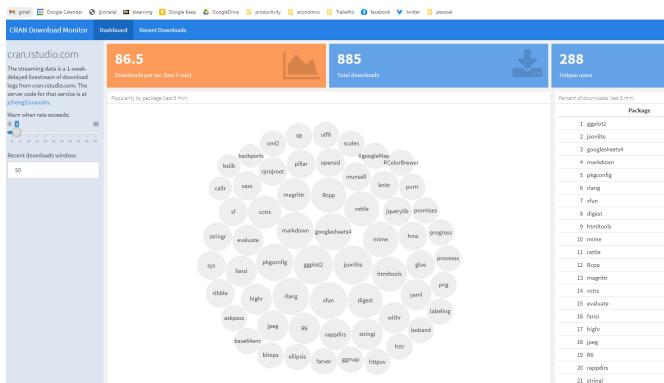 gmail
Google Calendar
[portela]
elearning
Google Keep
GoogleDrive
productivity
economics
Trabalho
facebook
twitter
pessoal
CRAN Download Monitor
Dashboard
Recent Downloads
cran.rstudio.com
The streaming data is a 1-week-
delayed livestream of download
logs from cran.rstudio.com. The
server code for that service is at
jcheng5/cransim.
Warn when rate exceeds:
Recent downloads window:
50
86.5
Downloads per sec (last 5 min)
885
Total downloads
288
Unique users
Popularity by package (last 5 min)
V8
utf8
xml2
scales
backports
RgoogleMap
RColorBrewer
bslib
rprojroot
pillar
openssl
munsell
callr
sass
knitr
purrr
magrittr
Rcpp
sf
vctrs
rattle
jquerylib
promises
stringr
evaluate
markdown
googlesheets4
mime
hms
progress
sys
fansi
pkgconfig
ggplot2
jsonlite
htmltools
glue
processx
tibble
highr
rlang
xfun
digest
yaml
png
askpass
jpeg
R6
rappdirs
stringi
withr
isoband
labeling
base64enc
bitops
ellipsis
farver
ggmap
httpuv
httr
Percent of downloads (last 5 min)
Package
1 ggplot2
2 jsonlite
3 googlesheets4
4 markdown
5 pkgconfig
6 rlang
7 xfun
8 digest
9 htmltools
10 mime
11 rattle
12 Rcpp
13 magrittr
14 vctrs
15 evaluate
16 fansi
17 highr
18 jpeg
19 R6
20 rappdirs
21 stringi